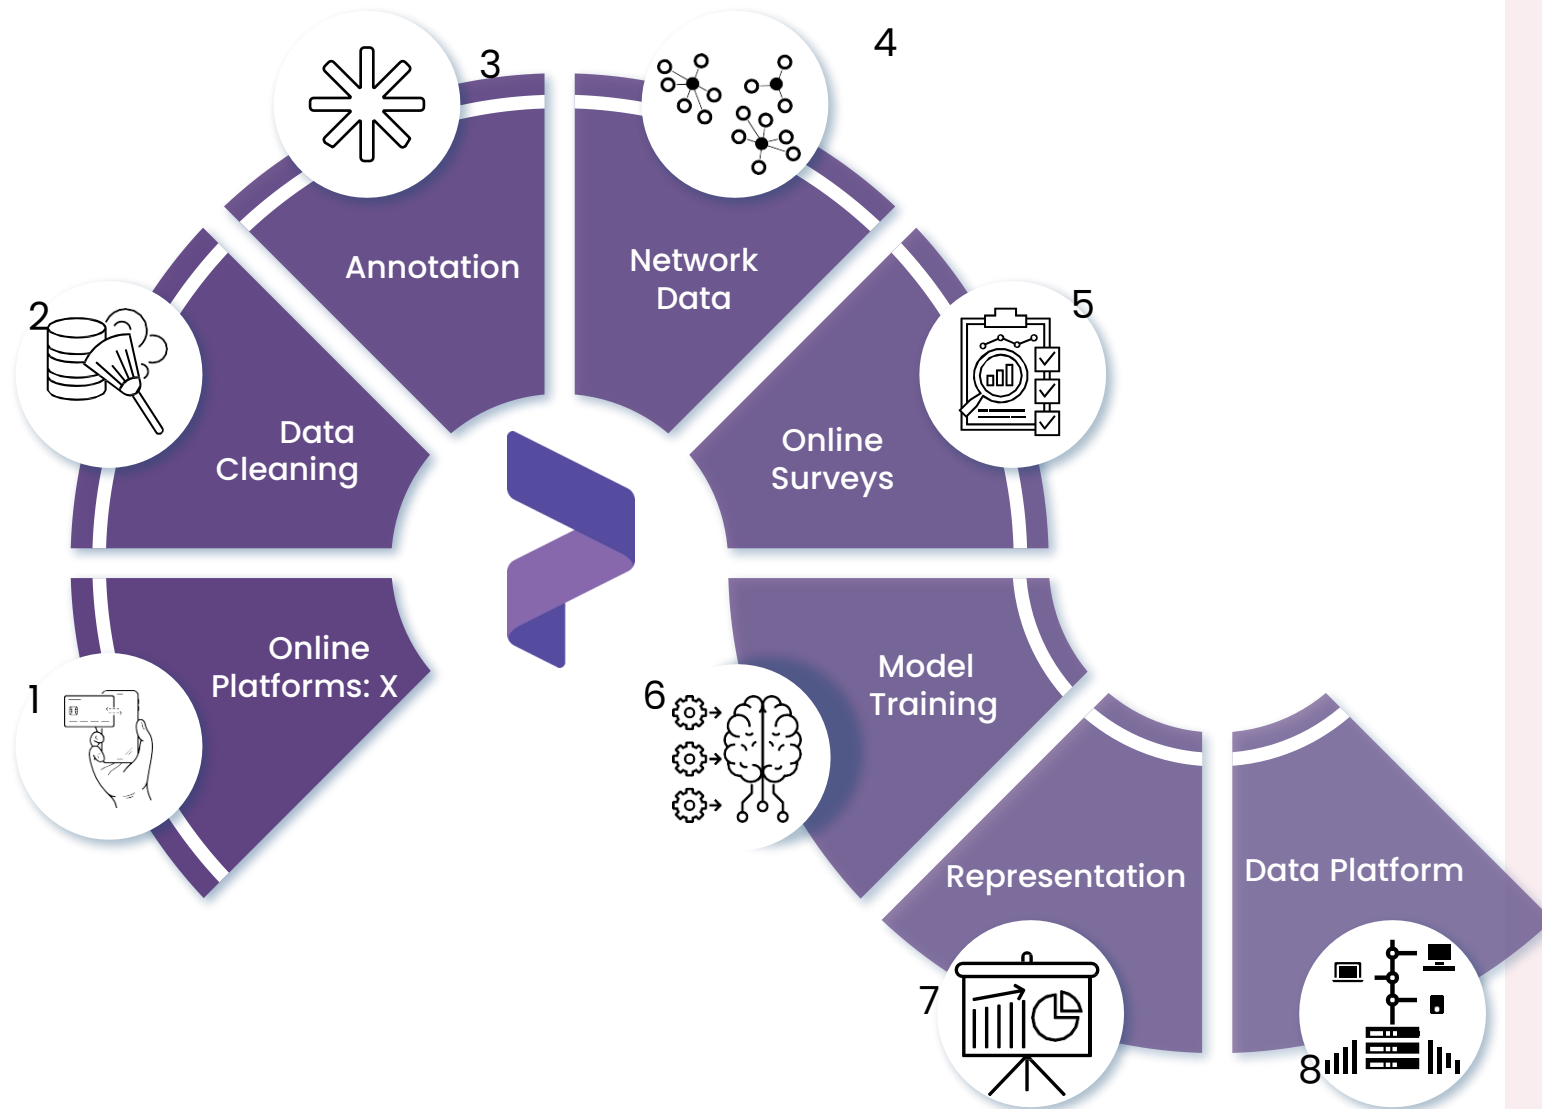 1
Online
Platforms: X
2
Data
Cleaning
3
Annotation
4
Network
Data
5
Online
Surveys
6
Model
Training
7
Representation
8
Data Platform